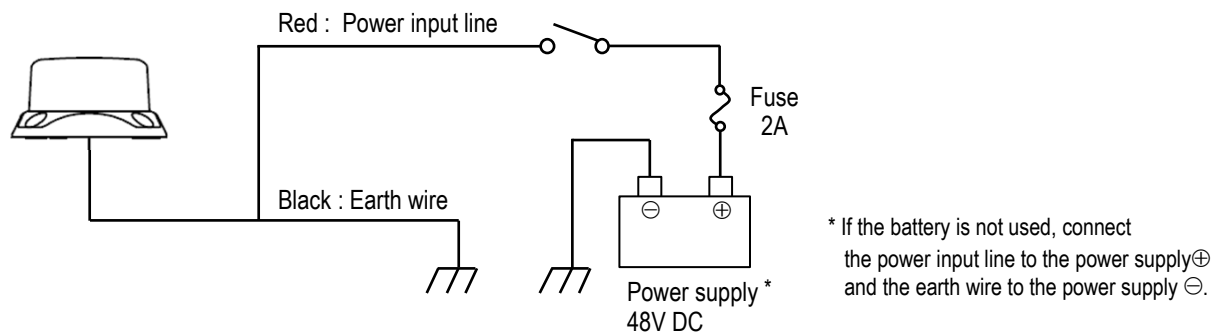 Red : Power input line
Fuse
2A
Black : Earth wire
⊖ ⊕
Power supply *
48V DC
* If the battery is not used, connect
the power input line to the power supply⊕
and the earth wire to the power supply ⊖.